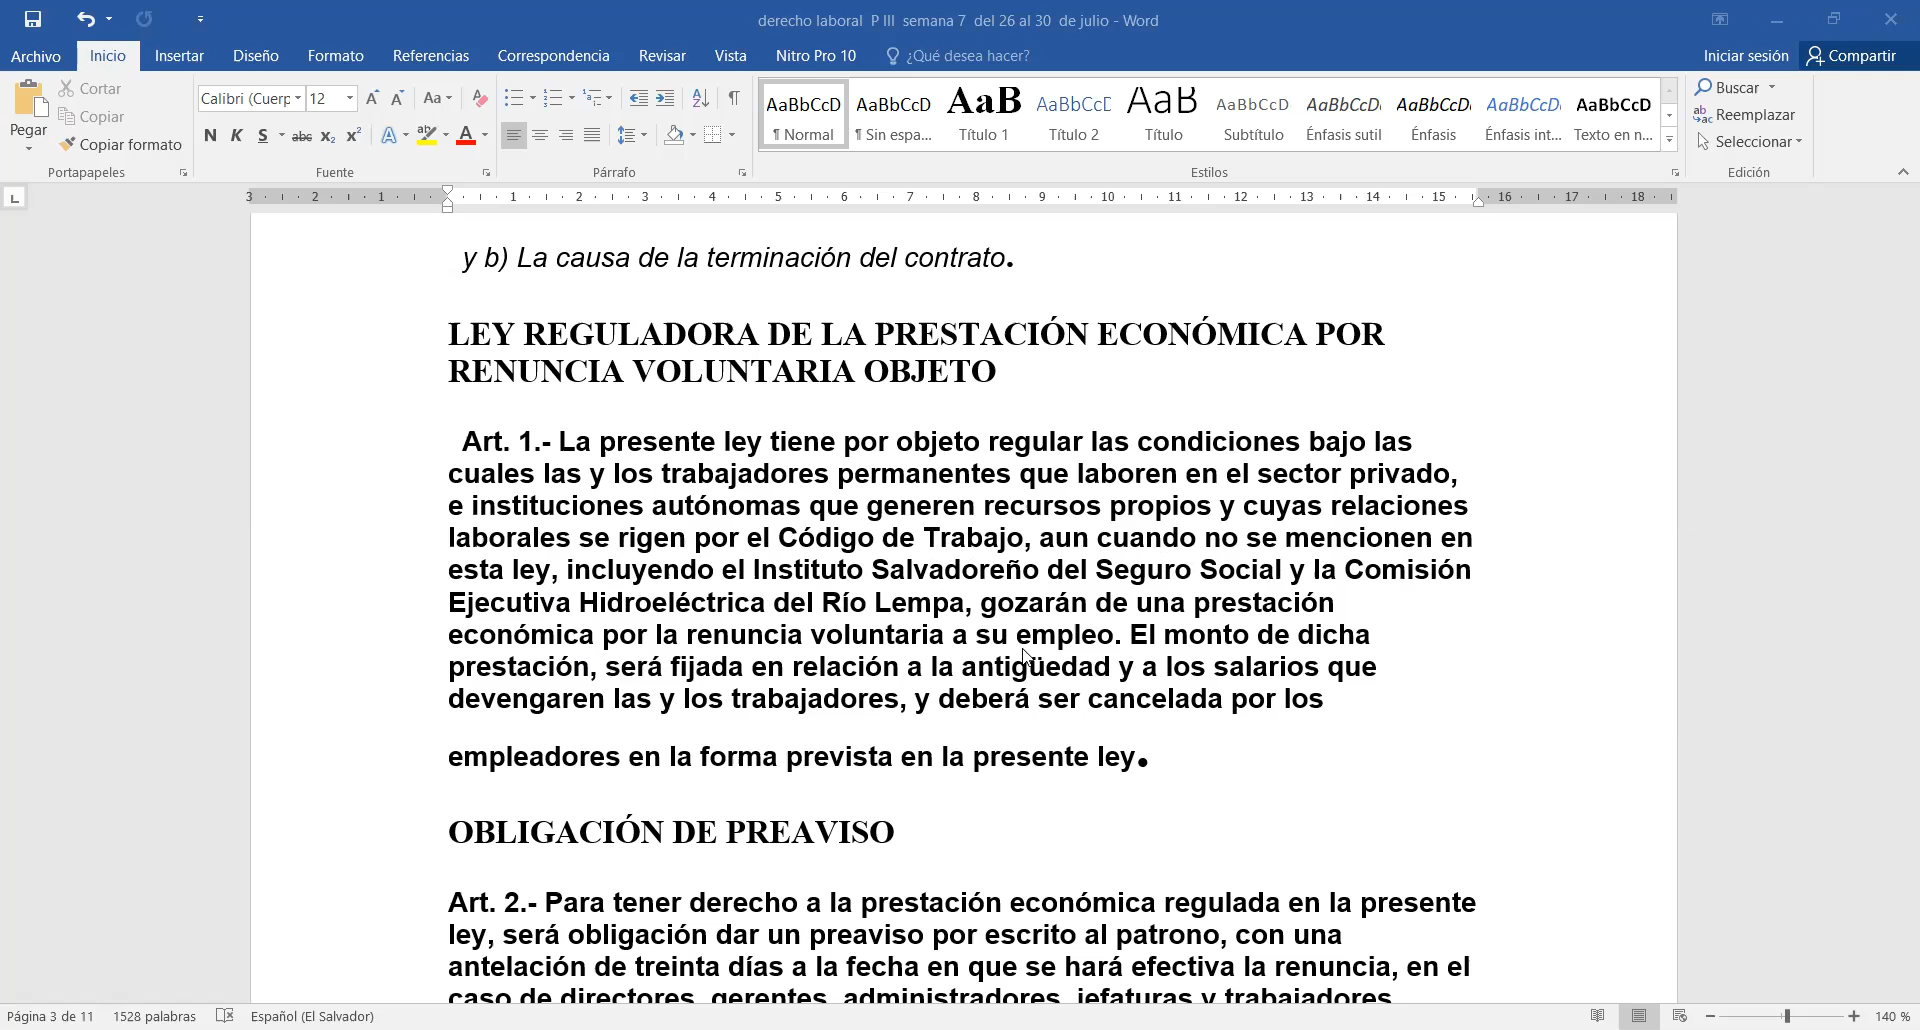 derecho laboral P III semana 7 del 26 al 30 de julio - Word
Archivo Inicio Insertar Diseño Formato Referencias Correspondencia Revisar Vista Nitro Pro 10 ¿Qué desea hacer? Iniciar sesión Compartir
Pegar
Cortar
Copiar
Copiar formato
Portapapeles
Calibri (Cuerp 12
Aa
N K S abc x₂ x²
A ab A
Fuente
Párrafo
AaBbCcD AaBbCcD AaB AaBbCcC AaB AaBbCcD AaBbCcD AaBbCcD AaBbCcD AaBbCcD
¶ Normal ¶ Sin espa... Título 1 Título 2 Título Subtítulo Énfasis sutil Énfasis Énfasis int... Texto en n...
Estilos
Buscar
Reemplazar
Seleccionar
Edición
3 2 1 1 2 3 4 5 6 7 8 9 10 11 12 13 14 15 16 17 18
y b) La causa de la terminación del contrato.
LEY REGULADORA DE LA PRESTACIÓN ECONÓMICA POR
RENUNCIA VOLUNTARIA OBJETO
Art. 1.- La presente ley tiene por objeto regular las condiciones bajo las
cuales las y los trabajadores permanentes que laboren en el sector privado,
e instituciones autónomas que generen recursos propios y cuyas relaciones
laborales se rigen por el Código de Trabajo, aun cuando no se mencionen en
esta ley, incluyendo el Instituto Salvadoreño del Seguro Social y la Comisión
Ejecutiva Hidroeléctrica del Río Lempa, gozarán de una prestación
económica por la renuncia voluntaria a su empleo. El monto de dicha
prestación, será fijada en relación a la antigüedad y a los salarios que
devengaren las y los trabajadores, y deberá ser cancelada por los
empleadores en la forma prevista en la presente ley.
OBLIGACIÓN DE PREAVISO
Art. 2.- Para tener derecho a la prestación económica regulada en la presente
ley, será obligación dar un preaviso por escrito al patrono, con una
antelación de treinta días a la fecha en que se hará efectiva la renuncia, en el
caso de directores, gerentes, administradores, jefaturas y trabajadores
Página 3 de 11 1528 palabras Español (El Salvador) 140 %